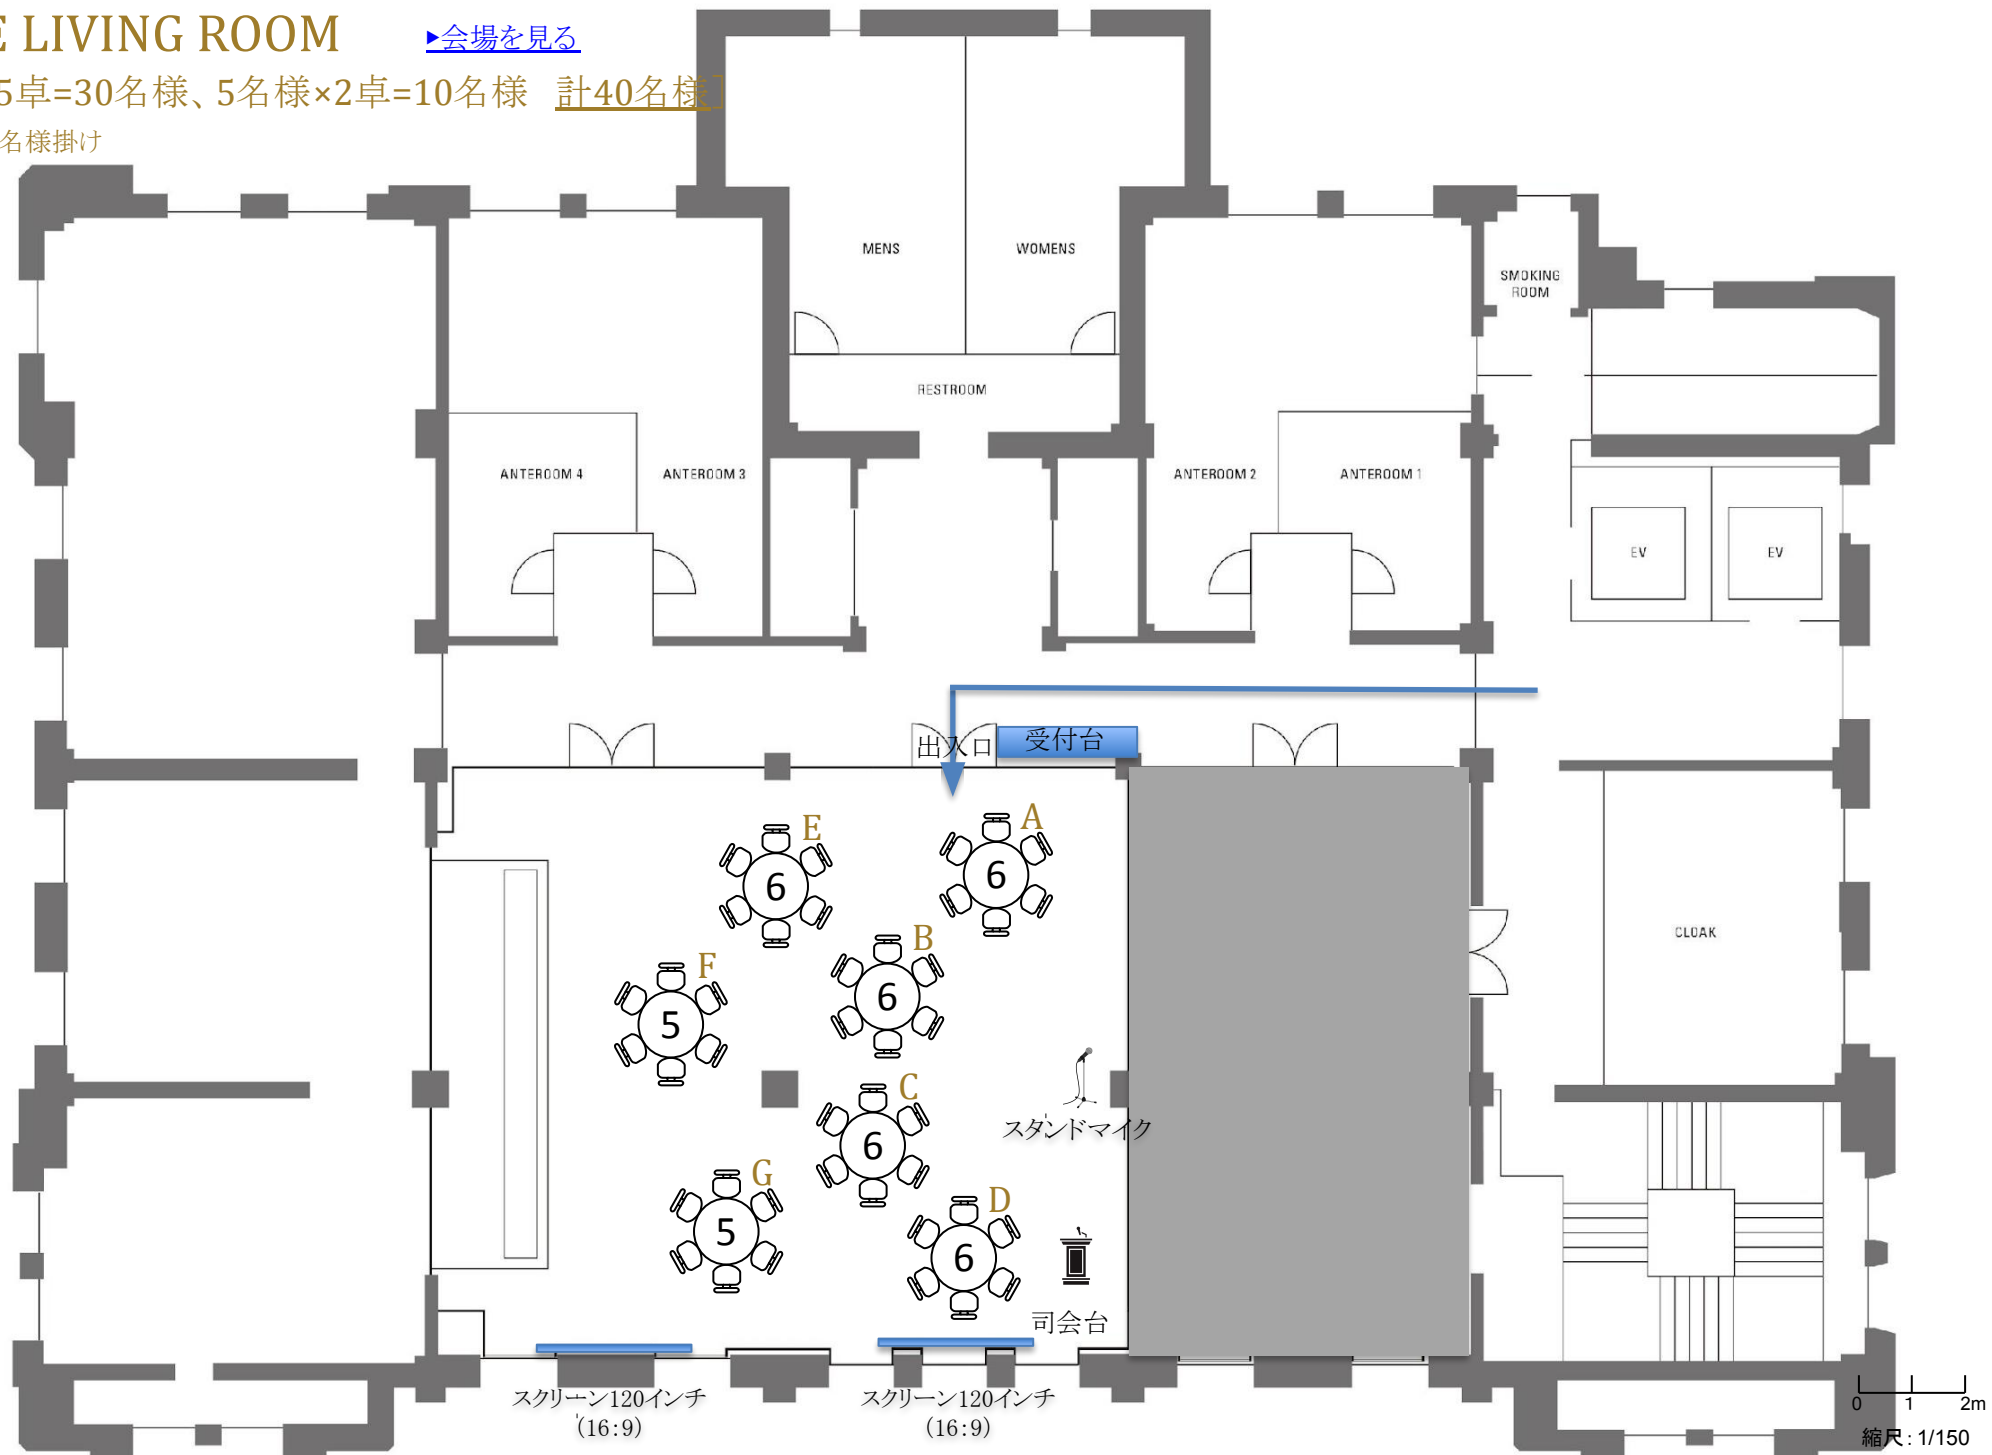 E LIVING ROOM ▸会場を見る
5卓=30名様、5名様×2卓=10名様 計40名様]
名様掛け
MENS
WOMENS
SMOKING
ROOM
RESTROOM
ANTEROOM 4
ANTEROOM 3
ANTEROOM 2
ANTEROOM 1
EV
EV
出入口
受付台
E
6
A
6
B
6
F
5
CLOAK
C
6
スタンドマイク
G
5
D
6
司会台
スクリーン120インチ
(16:9)
スクリーン120インチ
(16:9)
0 1 2m
縮尺: 1/150